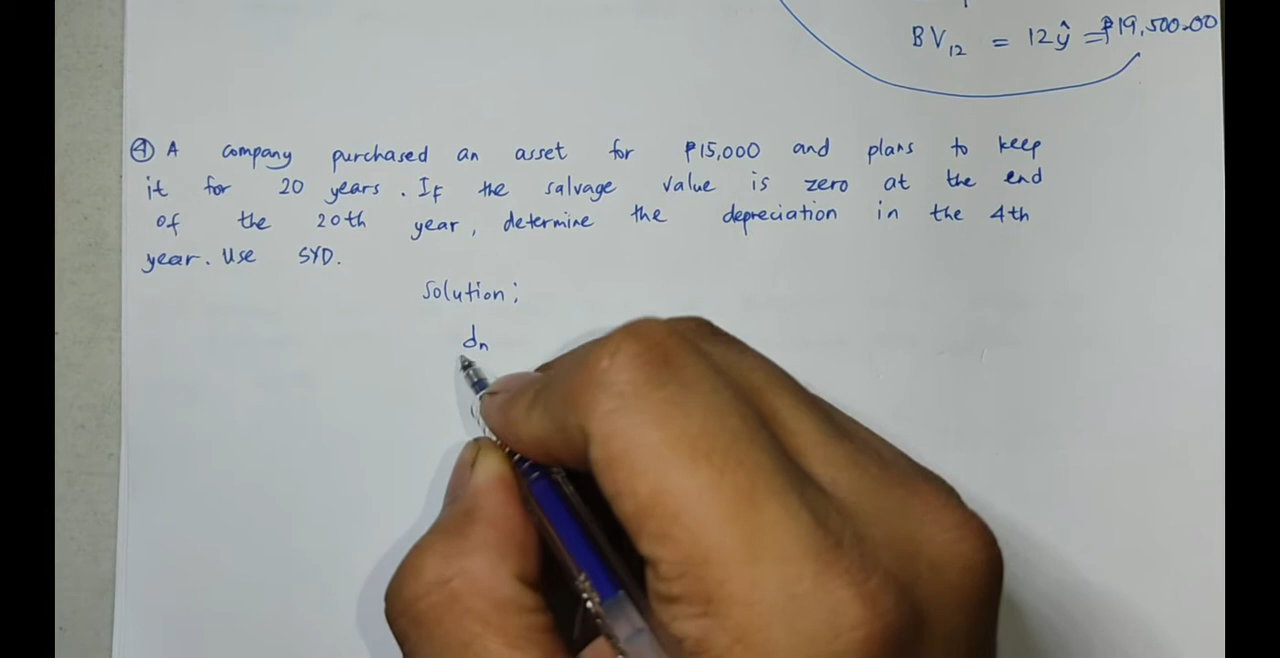 BV12 = 12ŷ = ₱19,500.00
④ A company purchased an asset for ₱15,000 and plans to keep
it for 20 years. If the salvage value is zero at the end
of the 20th year, determine the depreciation in the 4th
year. Use SYD.
Solution;
dn